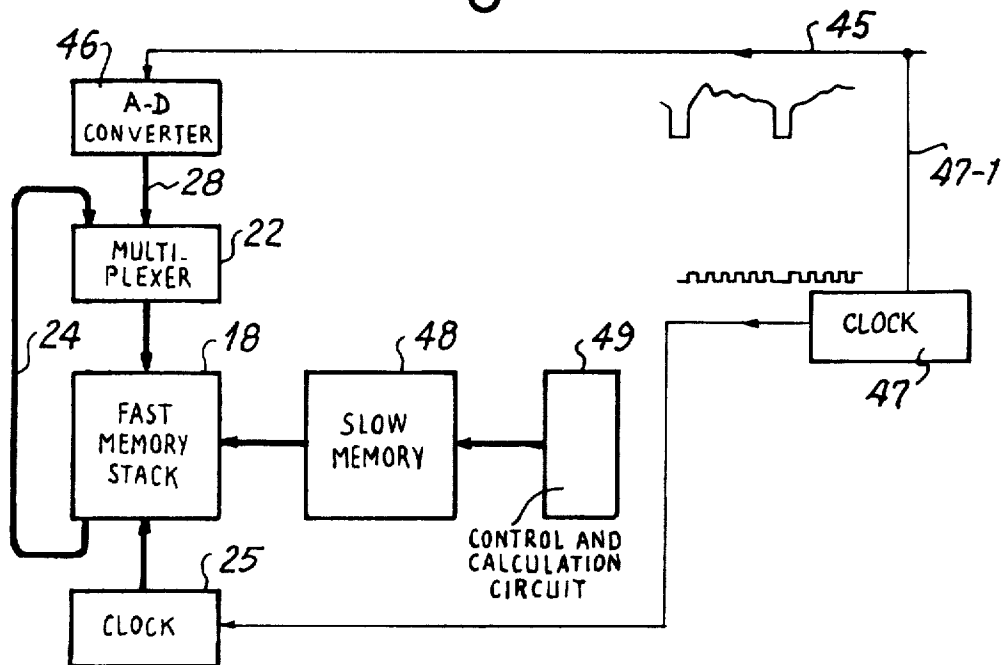 45
46
A-D
CONVERTER
47-1
28
MULTI-
PLEXER
22
24
18
48
49
CLOCK
47
FAST
MEMORY
STACK
SLOW
MEMORY
CONTROL AND
CALCULATION
CIRCUIT
25
CLOCK